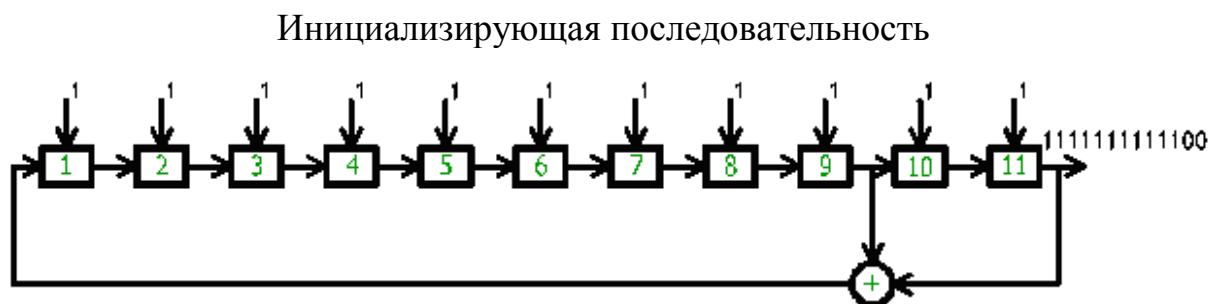 Инициализирующая последовательность
1 1 1 1 1 1 1 1 1 1 1
1 2 3 4 5 6 7 8 9 10 11
1111111111100
+